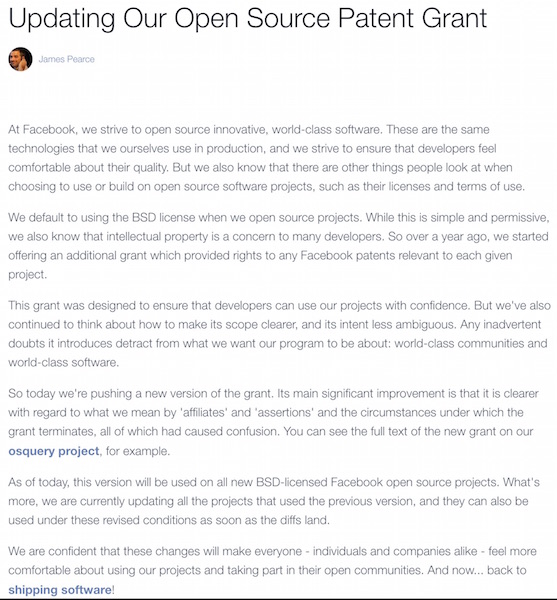 Updating Our Open Source Patent Grant
James Pearce
At Facebook, we strive to open source innovative, world-class software. These are the same
technologies that we ourselves use in production, and we strive to ensure that developers feel
comfortable about their quality. But we also know that there are other things people look at when
choosing to use or build on open source software projects, such as their licenses and terms of use.
We default to using the BSD license when we open source projects. While this is simple and permissive,
we also know that intellectual property is a concern to many developers. So over a year ago, we started
offering an additional grant which provided rights to any Facebook patents relevant to each given
project.
This grant was designed to ensure that developers can use our projects with confidence. But we've also
continued to think about how to make its scope clearer, and its intent less ambiguous. Any inadvertent
doubts it introduces detract from what we want our program to be about: world-class communities and
world-class software.
So today we're pushing a new version of the grant. Its main significant improvement is that it is clearer
with regard to what we mean by 'affiliates' and 'assertions' and the circumstances under which the
grant terminates, all of which had caused confusion. You can see the full text of the new grant on our
osquery project, for example.
As of today, this version will be used on all new BSD-licensed Facebook open source projects. What's
more, we are currently updating all the projects that used the previous version, and they can also be
used under these revised conditions as soon as the diffs land.
We are confident that these changes will make everyone - individuals and companies alike - feel more
comfortable about using our projects and taking part in their open communities. And now... back to
shipping software!